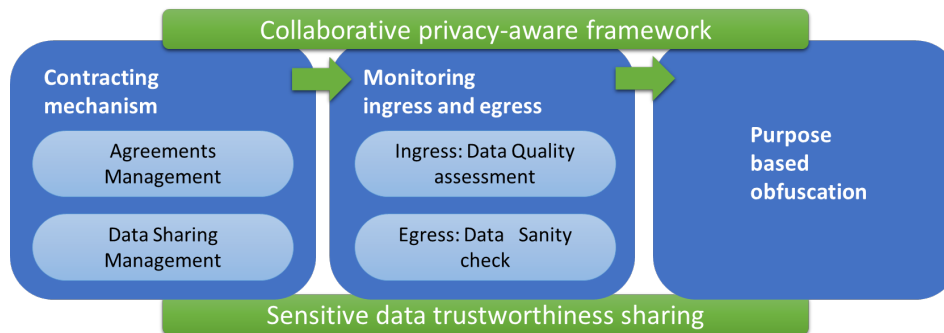 Collaborative privacy-aware framework
Contracting
mechanism
Agreements
Management
Data Sharing
Management
Monitoring
ingress and egress
Ingress: Data Quality
assessment
Egress: Data Sanity
check
Purpose
based
obfuscation
Sensitive data trustworthiness sharing